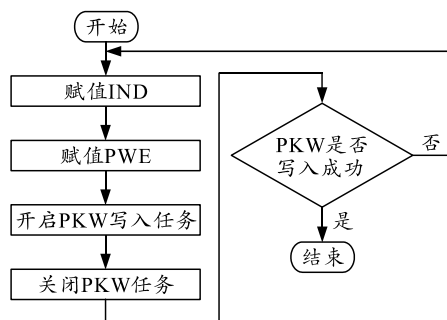 开始
赋值IND
赋值PWE
开启PKW写入任务
关闭PKW任务
PKW是否
写入成功
否
是
结束